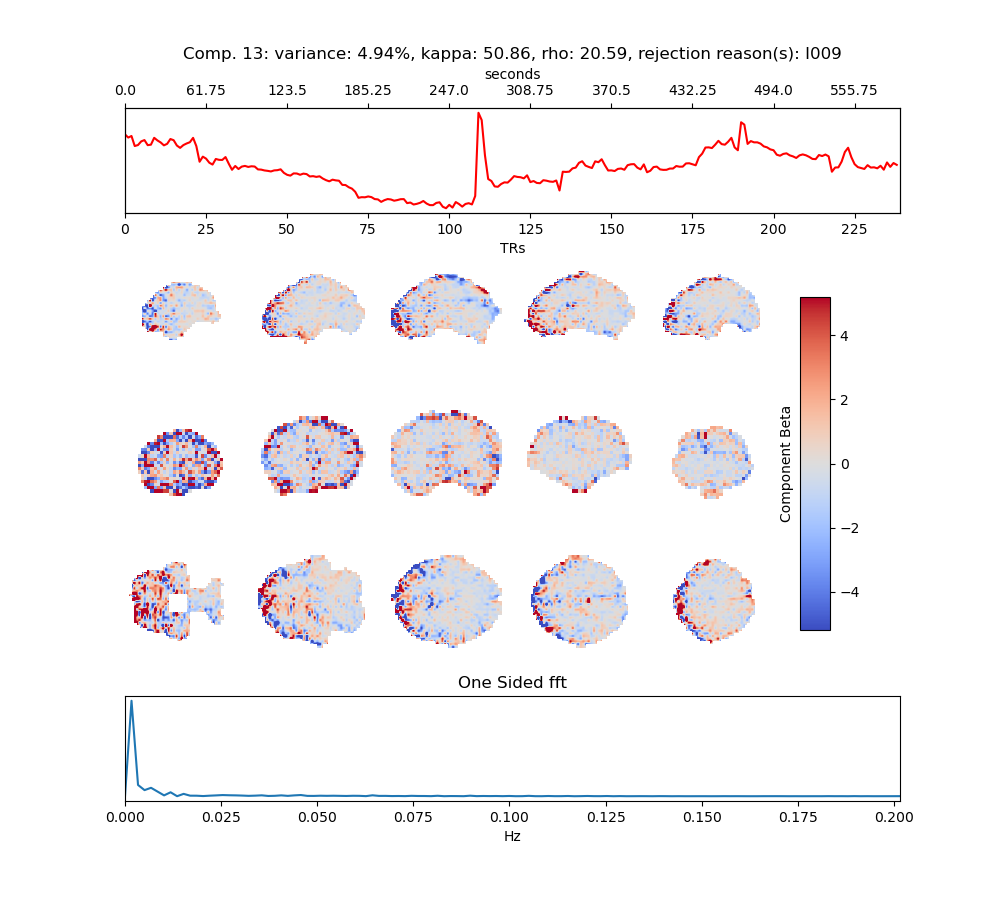 Comp. 13: variance: 4.94%, kappa: 50.86, rho: 20.59, rejection reason(s): I009
seconds
0.0 61.75 123.5 185.25 247.0 308.75 370.5 432.25 494.0 555.75
0 25 50 75 100 125 150 175 200 225
TRs
4
2
0
−2
−4
Component Beta
One Sided fft
0.000 0.025 0.050 0.075 0.100 0.125 0.150 0.175 0.200
Hz